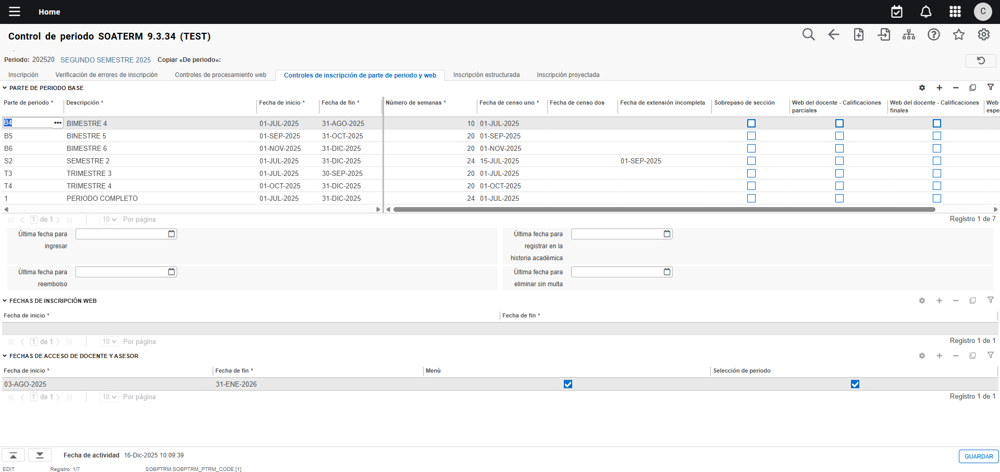 Home
C
Control de periodo SOATERM 9.3.34 (TEST)
Periodo: 202520 SEGUNDO SEMESTRE 2025 Copiar «De periodo»:
Inscripción Verificación de errores de inscripción Controles de procesamiento web Controles de inscripción de parte de periodo y web Inscripción estructurada Inscripción proyectada
PARTE DE PERIODO BASE
Parte de periodo * Descripción * Fecha de inicio * Fecha de fin * Número de semanas * Fecha de censo uno * Fecha de censo dos Fecha de extensión incompleta Sobrepaso de sección Web del docente - Calificaciones parciales Web del docente - Calificaciones finales Web espe
B4 ••• BIMESTRE 4 01-JUL-2025 31-AGO-2025 10 01-JUL-2025
B5 BINESTRE 5 01-SEP-2025 31-OCT-2025 20 01-SEP-2025
B6 BIMESTRE 6 01-NOV-2025 31-DIC-2025 20 01-NOV-2025
S2 SEMESTRE 2 01-JUL-2025 31-DIC-2025 24 15-JUL-2025 01-SEP-2025
T3 TRIMESTRE 3 01-JUL-2025 30-SEP-2025 20 01-JUL-2025
T4 TRIMESTRE 4 01-OCT-2025 31-DIC-2025 20 01-OCT-2025
1 PERIODO COMPLETO 01-JUL-2025 31-DIC-2025 24 01-JUL-2025
1 de 1 10 Por página Registro 1 de 7
Última fecha para ingresar
Última fecha para registrar en la historia académica
Última fecha para reembolso
Última fecha para eliminar sin multa
FECHAS DE INSCRIPCIÓN WEB
Fecha de inicio * Fecha de fin *
1 de 1 10 Por página Registro 1 de 1
FECHAS DE ACCESO DE DOCENTE Y ASESOR
Fecha de inicio * Fecha de fin * Menú Selección de periodo
03-AGO-2025 31-ENE-2026
1 de 1 10 Por página Registro 1 de 1
Fecha de actividad 16-Dic-2025 10:09:39 GUARDAR
EDIT Registro: 1/7 SOBPTRM.SOBPTRM_PTRM_CODE [1]